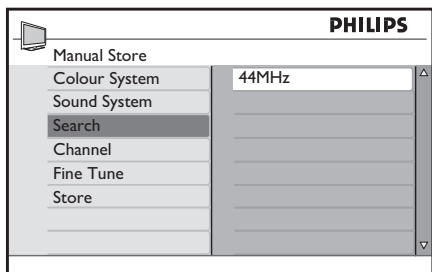 PHILIPS
Manual Store
Colour System
44MHz
Sound System
Search
Channel
Fine Tune
Store